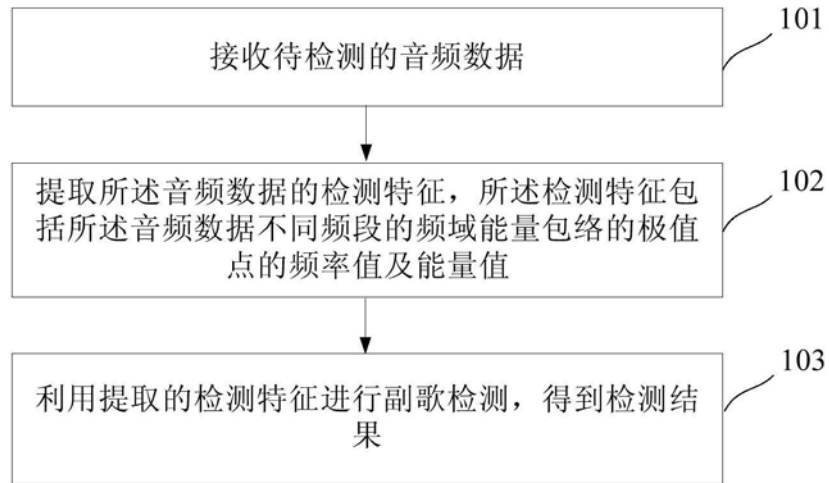 101
接收待检测的音频数据
102
提取所述音频数据的检测特征，所述检测特征包
括所述音频数据不同频段的频域能量包络的极值
点的频率值及能量值
103
利用提取的检测特征进行副歌检测，得到检测结
果